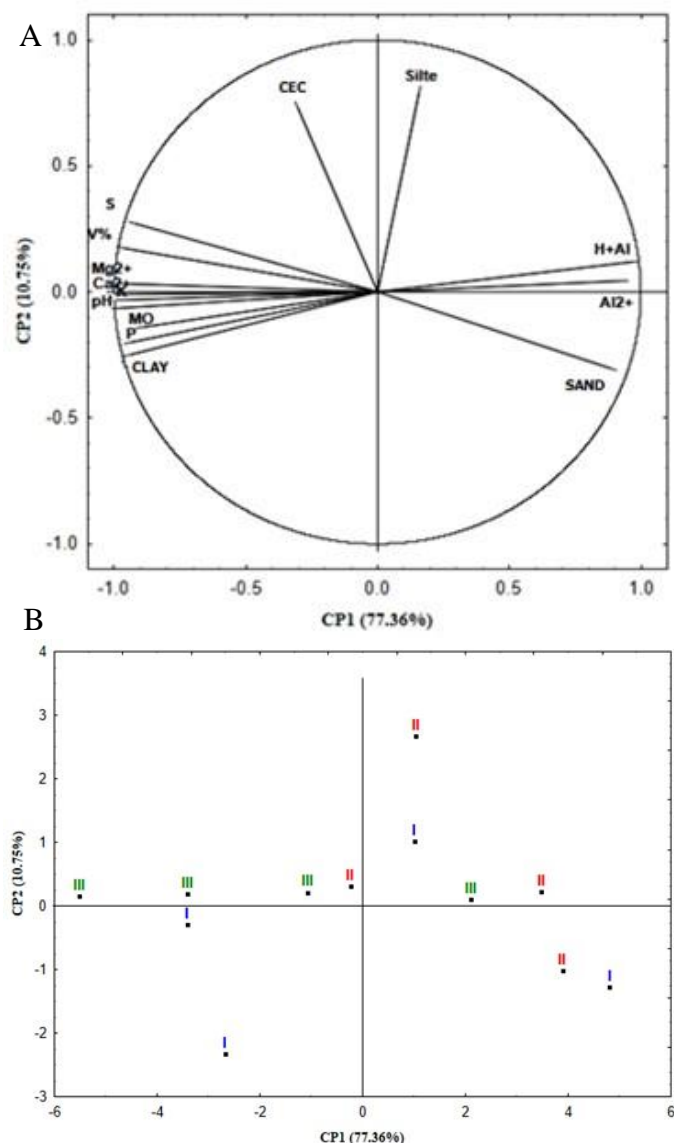 A
1.0
CEC
Silte
0.5
S
V%
H+Al
Mg2+
Ca2+
0.0
K
pH
Al2+
MO
P
CLAY
SAND
-0.5
-1.0
CP2 (10.75%)
-1.0 -0.5 0.0 0.5 1.0
CP1 (77.36%)
B
4
3
II
2
I
1
III III III II III II
0
I
II
-1
I
I
-2
-3
CP2 (10.75%)
-6 -4 -2 0 2 4 6
CP1 (77.36%)